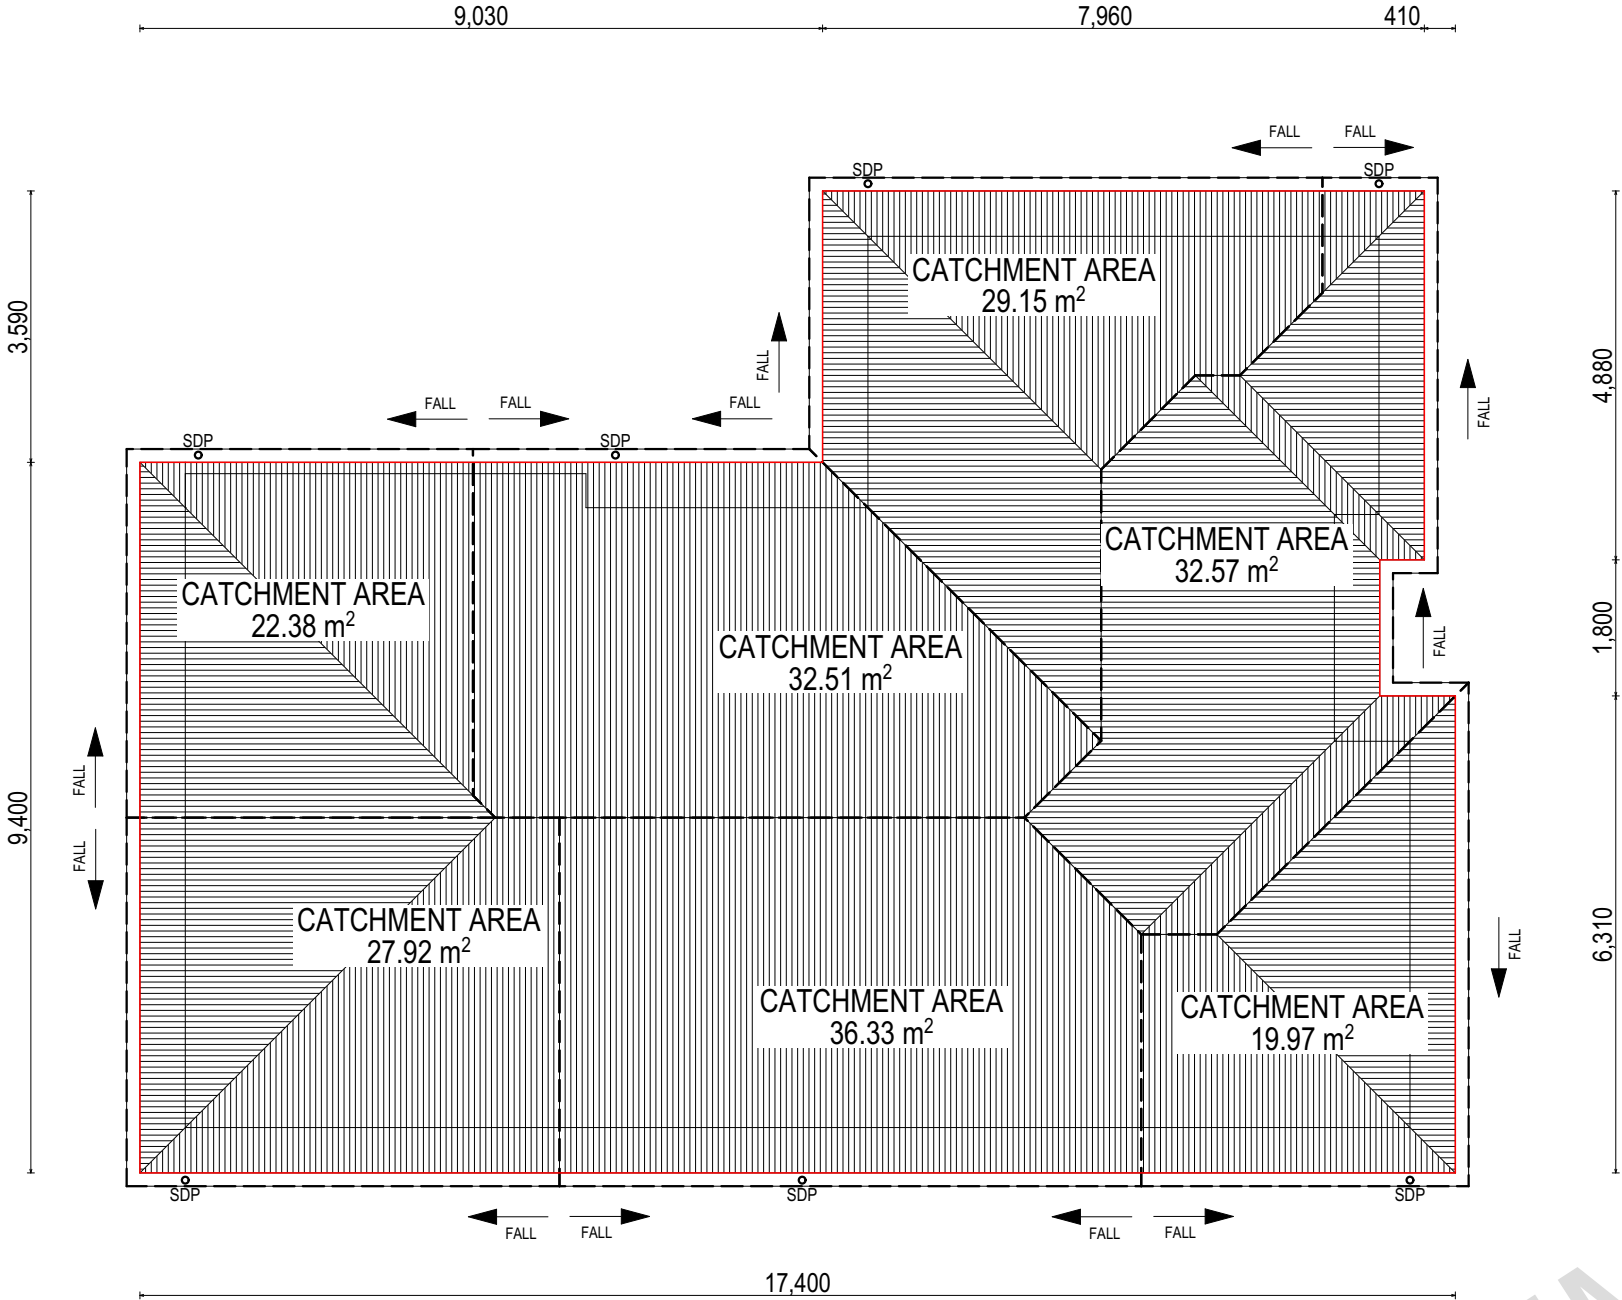 9,030
7,960
410
FALL
FALL
SDP
SDP
CATCHMENT AREA
29.15 m²
3,590
FALL
4,880
FALL
FALL
FALL
FALL
SDP
SDP
CATCHMENT AREA
32.57 m²
CATCHMENT AREA
22.38 m²
CATCHMENT AREA
32.51 m²
1,800
FALL
FALL
9,400
FALL
CATCHMENT AREA
27.92 m²
6,310
FALL
CATCHMENT AREA
36.33 m²
CATCHMENT AREA
19.97 m²
SDP
SDP
SDP
FALL
FALL
FALL
FALL
17,400